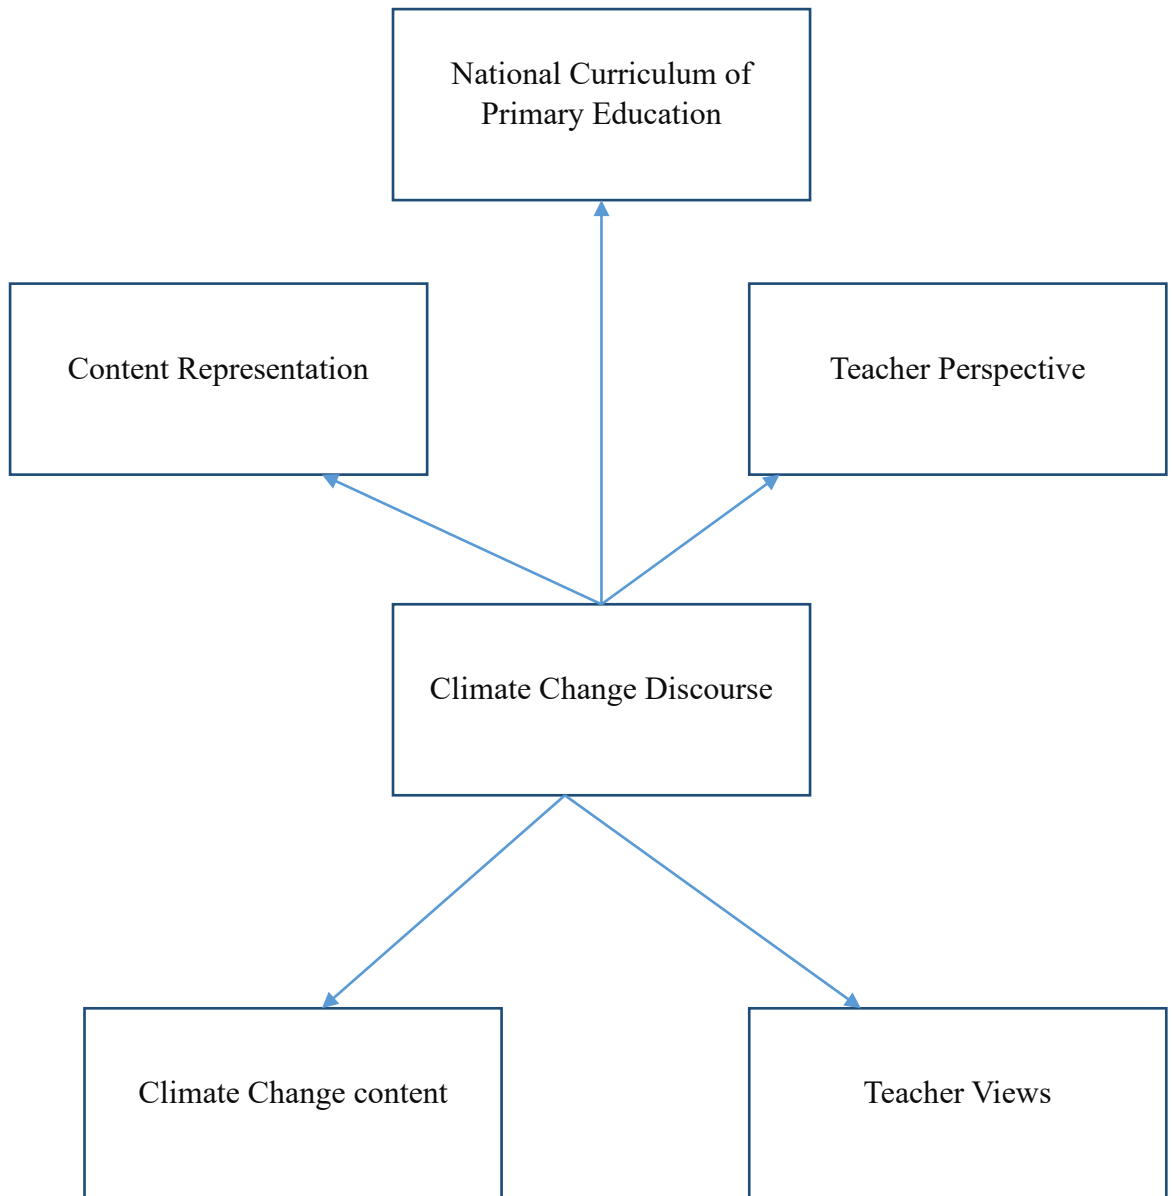 National Curriculum of
Primary Education
Content Representation
Teacher Perspective
Climate Change Discourse
Climate Change content
Teacher Views